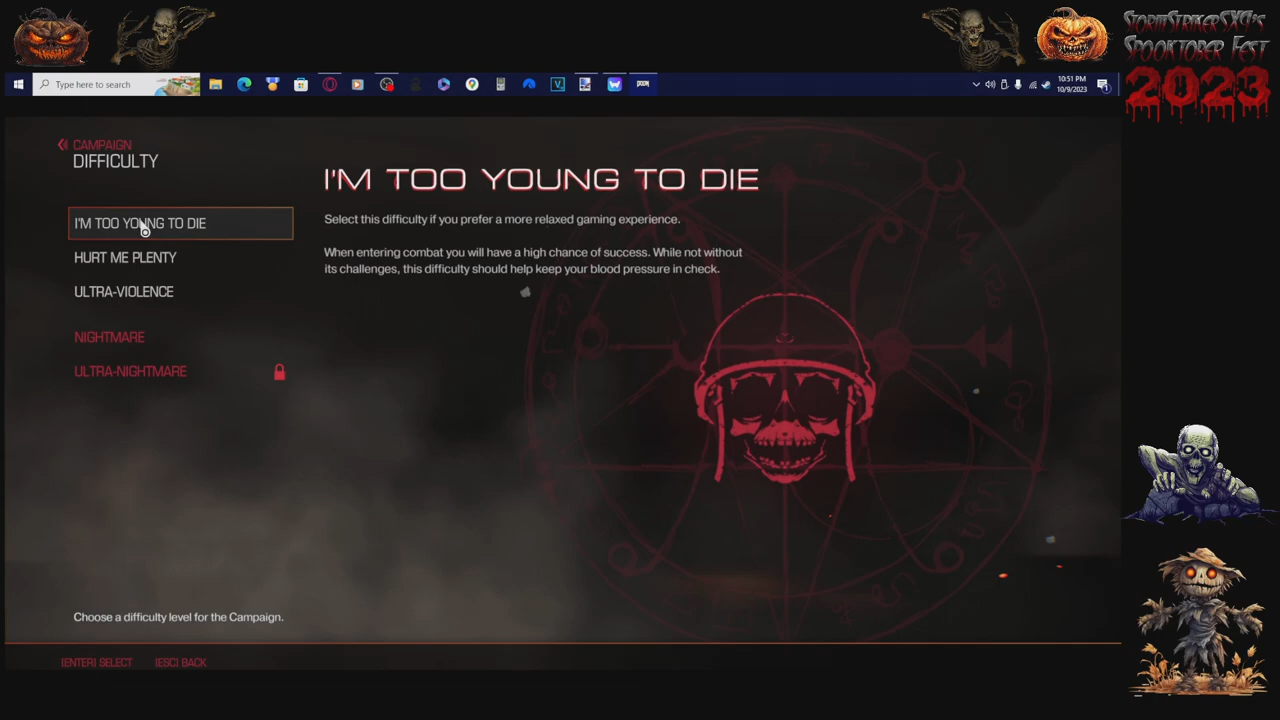 STORMSTRIKERSX9'S
SPOOKTOBER FEST
2023
Type here to search
DOOM
10:51 PM
10/9/2023
1
CAMPAIGN
DIFFICULTY
I'M TOO YOUNG TO DIE
HURT ME PLENTY
ULTRA-VIOLENCE
NIGHTMARE
ULTRA-NIGHTMARE
I'M TOO YOUNG TO DIE
Select this difficulty if you prefer a more relaxed gaming experience.
When entering combat you will have a high chance of success. While not without
its challenges, this difficulty should help keep your blood pressure in check.
Choose a difficulty level for the Campaign.
[ENTER] SELECT [ESC] BACK